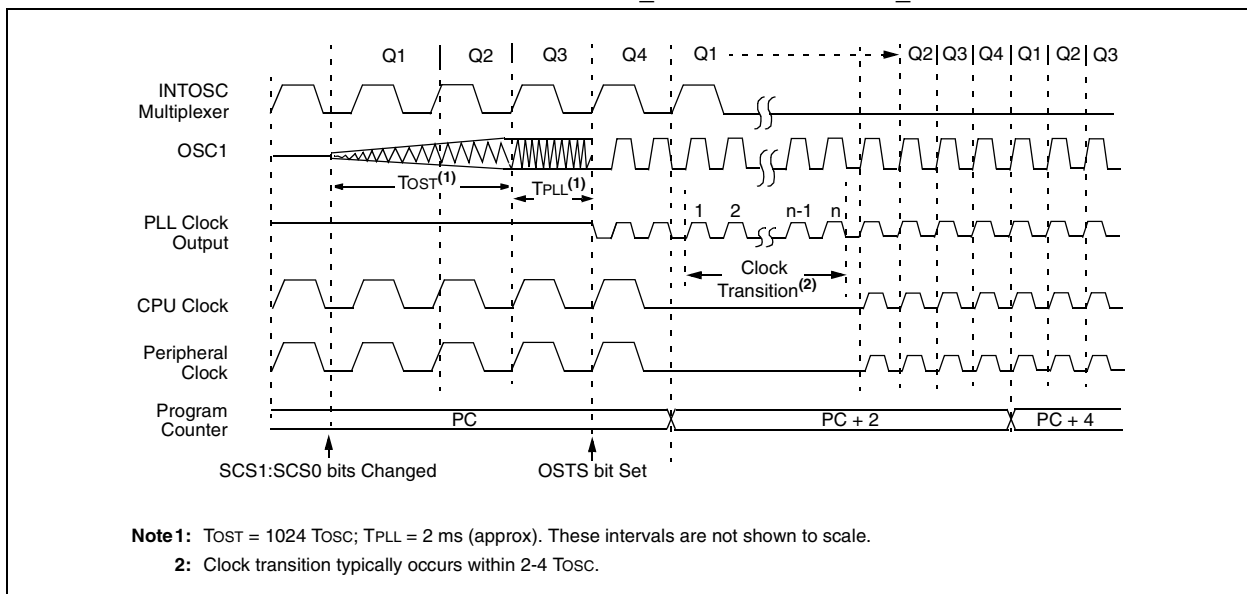 Q1 Q2 Q3 Q4 Q1 Q2 Q3 Q4 Q1 Q2 Q3
INTOSC
Multiplexer
OSC1
TOST(1)
TPLL(1)
1 2 n-1 n
PLL Clock
Output
Clock
Transition(2)
CPU Clock
Peripheral
Clock
Program
Counter
PC PC + 2 PC + 4
SCS1:SCS0 bits Changed OSTS bit Set
Note 1: TOST = 1024 TOSC; TPLL = 2 ms (approx). These intervals are not shown to scale.
2: Clock transition typically occurs within 2-4 TOSC.